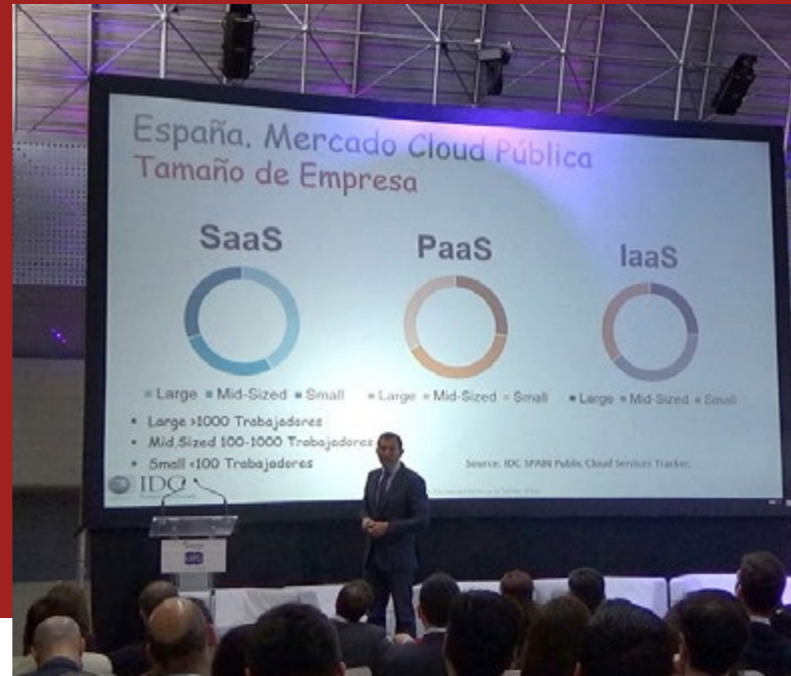 España. Mercado Cloud Pública
Tamaño de Empresa
SaaS
PaaS
IaaS
Large Mid-Sized Small
Large Mid-Sized Small
Large Mid-Sized Small
• Large >1000 Trabajadores
• Mid.Sized 100-1000 Trabajadores
• Small <100 Trabajadores
Source: IDC SPAIN Public Cloud Services Tracker,
IDC